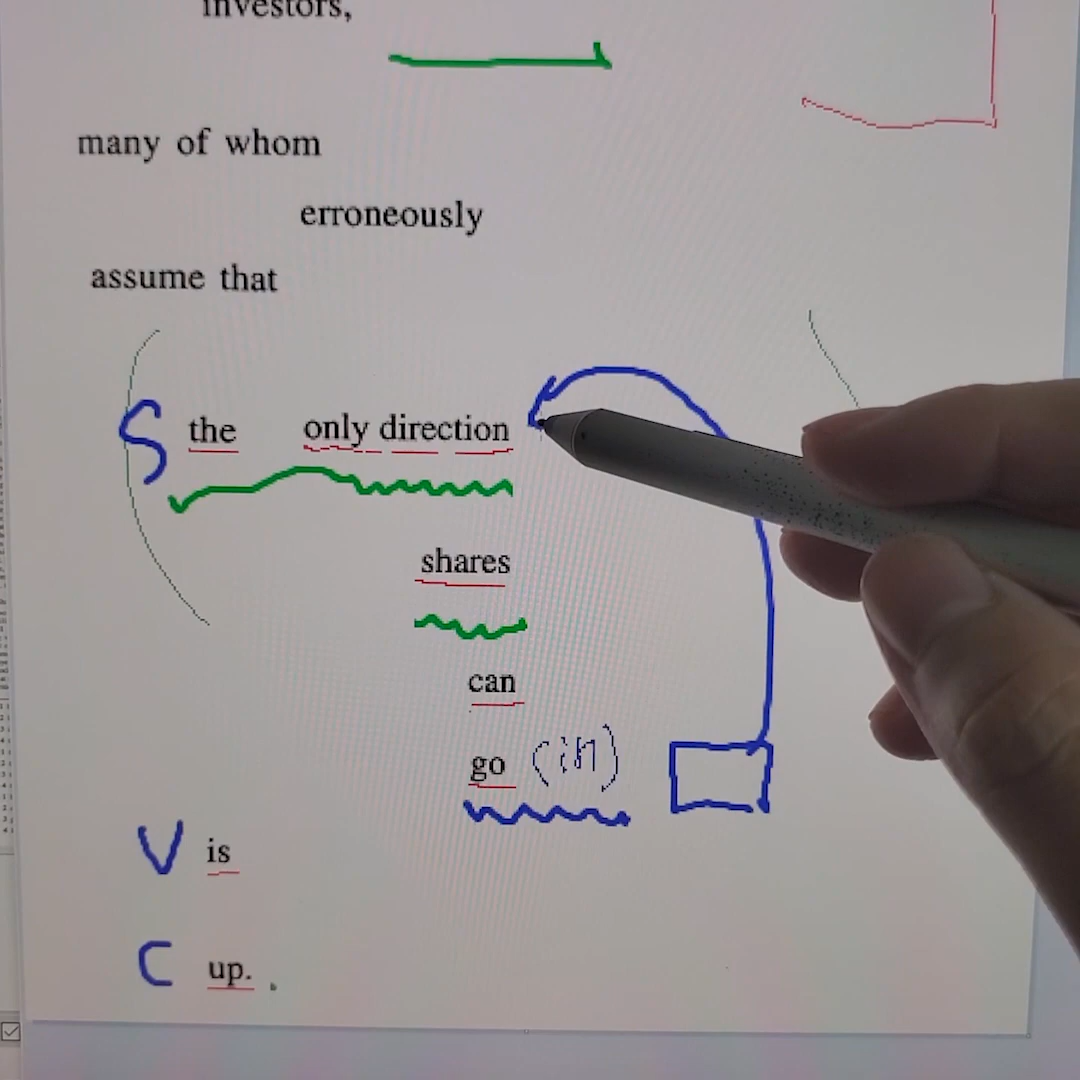 investors,
many of whom
erroneously
assume that
S the only direction
shares
can
go (in)
V is
C up.